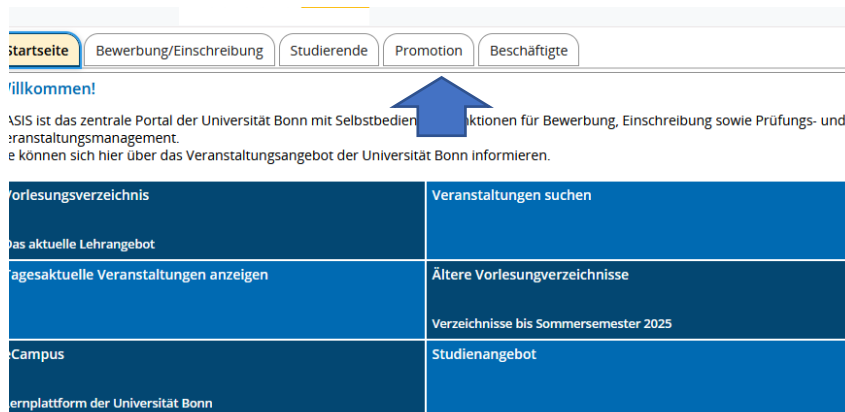 Startseite Bewerbung/Einschreibung Studierende Promotion Beschäftigte
illkommen!
ASIS ist das zentrale Portal der Universität Bonn mit Selbstbedien nktionen für Bewerbung, Einschreibung sowie Prüfungs- und
eranstaltungsmanagement.
e können sich hier über das Veranstaltungsangebot der Universität Bonn informieren.
Vorlesungsverzeichnis
Das aktuelle Lehrangebot
Veranstaltungen suchen
Tagesaktuelle Veranstaltungen anzeigen
Ältere Vorlesungverzeichnisse
Verzeichnisse bis Sommersemester 2025
eCampus
ernplattform der Universität Bonn
Studienangebot